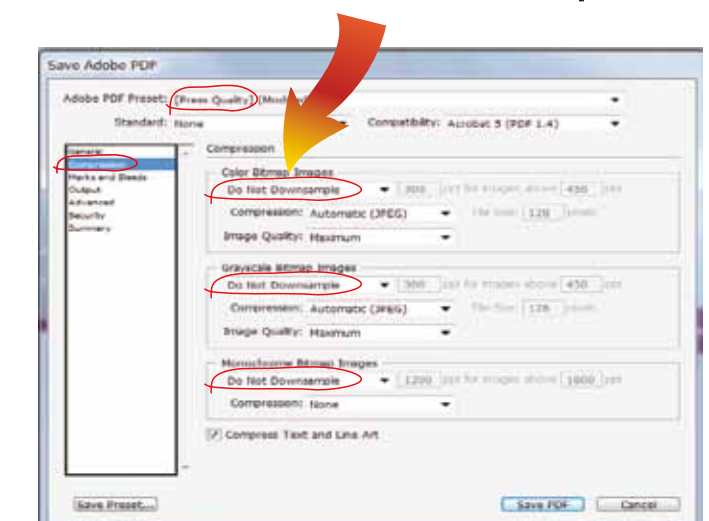 Save Adobe PDF
Adobe PDF Preset: [Press Quality]
Standard: None Compatibility: Acrobat 5 (PDF 1.4)
General Compression
Compression
Marks and Bleeds
Output
Advanced
Security
Summary
Color Bitmap Images
Do Not Downsample 300 ppi for images above 450 ppi
Compression: Automatic (JPEG) Tile Size: 128 pixels
Image Quality: Maximum
Grayscale Bitmap Images
Do Not Downsample 300 ppi for images above 450 ppi
Compression: Automatic (JPEG) Tile Size: 128 pixels
Image Quality: Maximum
Monochrome Bitmap Images
Do Not Downsample 1200 ppi for images above 1800 ppi
Compression: None
Compress Text and Line Art
Save Preset... Save PDF Cancel